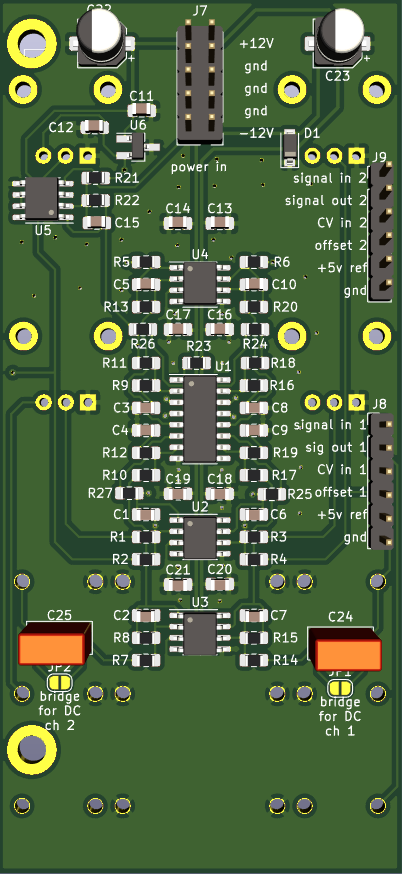 J7
C22
C23
+12V
gnd
gnd
gnd
-12V
C11
C12
U6
D1
power in
J9
R21
R22
U5
C15
signal in 2
signal out 2
CV in 2
offset 2
+5v ref
gnd
C14
C13
U4
R5
R6
C5
C10
R13
R20
C17
C16
R26
R24
R23
R11
U1
R18
R9
R16
C3
C8
C4
C9
R12
R19
R10
R17
R27
C19
C18
R25
J8
signal in 1
sig out 1
CV in 1
offset 1
+5v ref
gnd
C1
U2
C6
R1
R3
R2
R4
C21
C20
C2
U3
C7
R8
R15
R7
R14
C25
C24
JP2
bridge
for DC
ch 2
JP1
bridge
for DC
ch 1